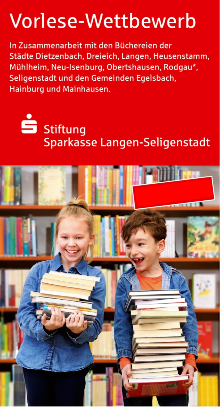 Vorlese-Wettbewerb
In Zusammenarbeit mit den Büchereien der
Städte Dietzenbach, Dreieich, Langen, Heusenstamm,
Mühlheim, Neu-Isenburg, Obertshausen, Rodgau*,
Seligenstadt und den Gemeinden Egelsbach,
Hainburg und Mainhausen.
Stiftung
Sparkasse Langen-Seligenstadt